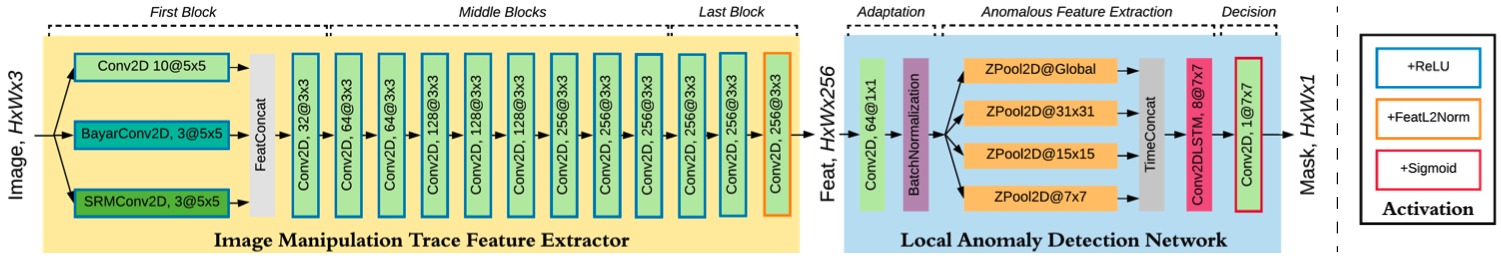 First Block
Middle Blocks
Last Block
Image, HxWx3
Conv2D 10@5x5
BayarConv2D, 3@5x5
SRMConv2D, 3@5x5
FeatConcat
Conv2D, 32@3x3
Conv2D, 64@3x3
Conv2D, 64@3x3
Conv2D, 128@3x3
Conv2D, 128@3x3
Conv2D, 128@3x3
Conv2D, 256@3x3
Conv2D, 256@3x3
Conv2D, 256@3x3
Conv2D, 256@3x3
Conv2D, 256@3x3
Conv2D, 256@3x3
Image Manipulation Trace Feature Extractor
Feat, HxWx256
Adaptation
Anomalous Feature Extraction
Decision
Conv2D, 64@1x1
BatchNormalization
ZPool2D@Global
ZPool2D@31x31
ZPool2D@15x15
ZPool2D@7x7
TimeConcat
Conv2DLSTM, 8@7x7
Conv2D, 1@7x7
Local Anomaly Detection Network
Mask, HxWx1
+ReLU
+FeatL2Norm
+Sigmoid
Activation